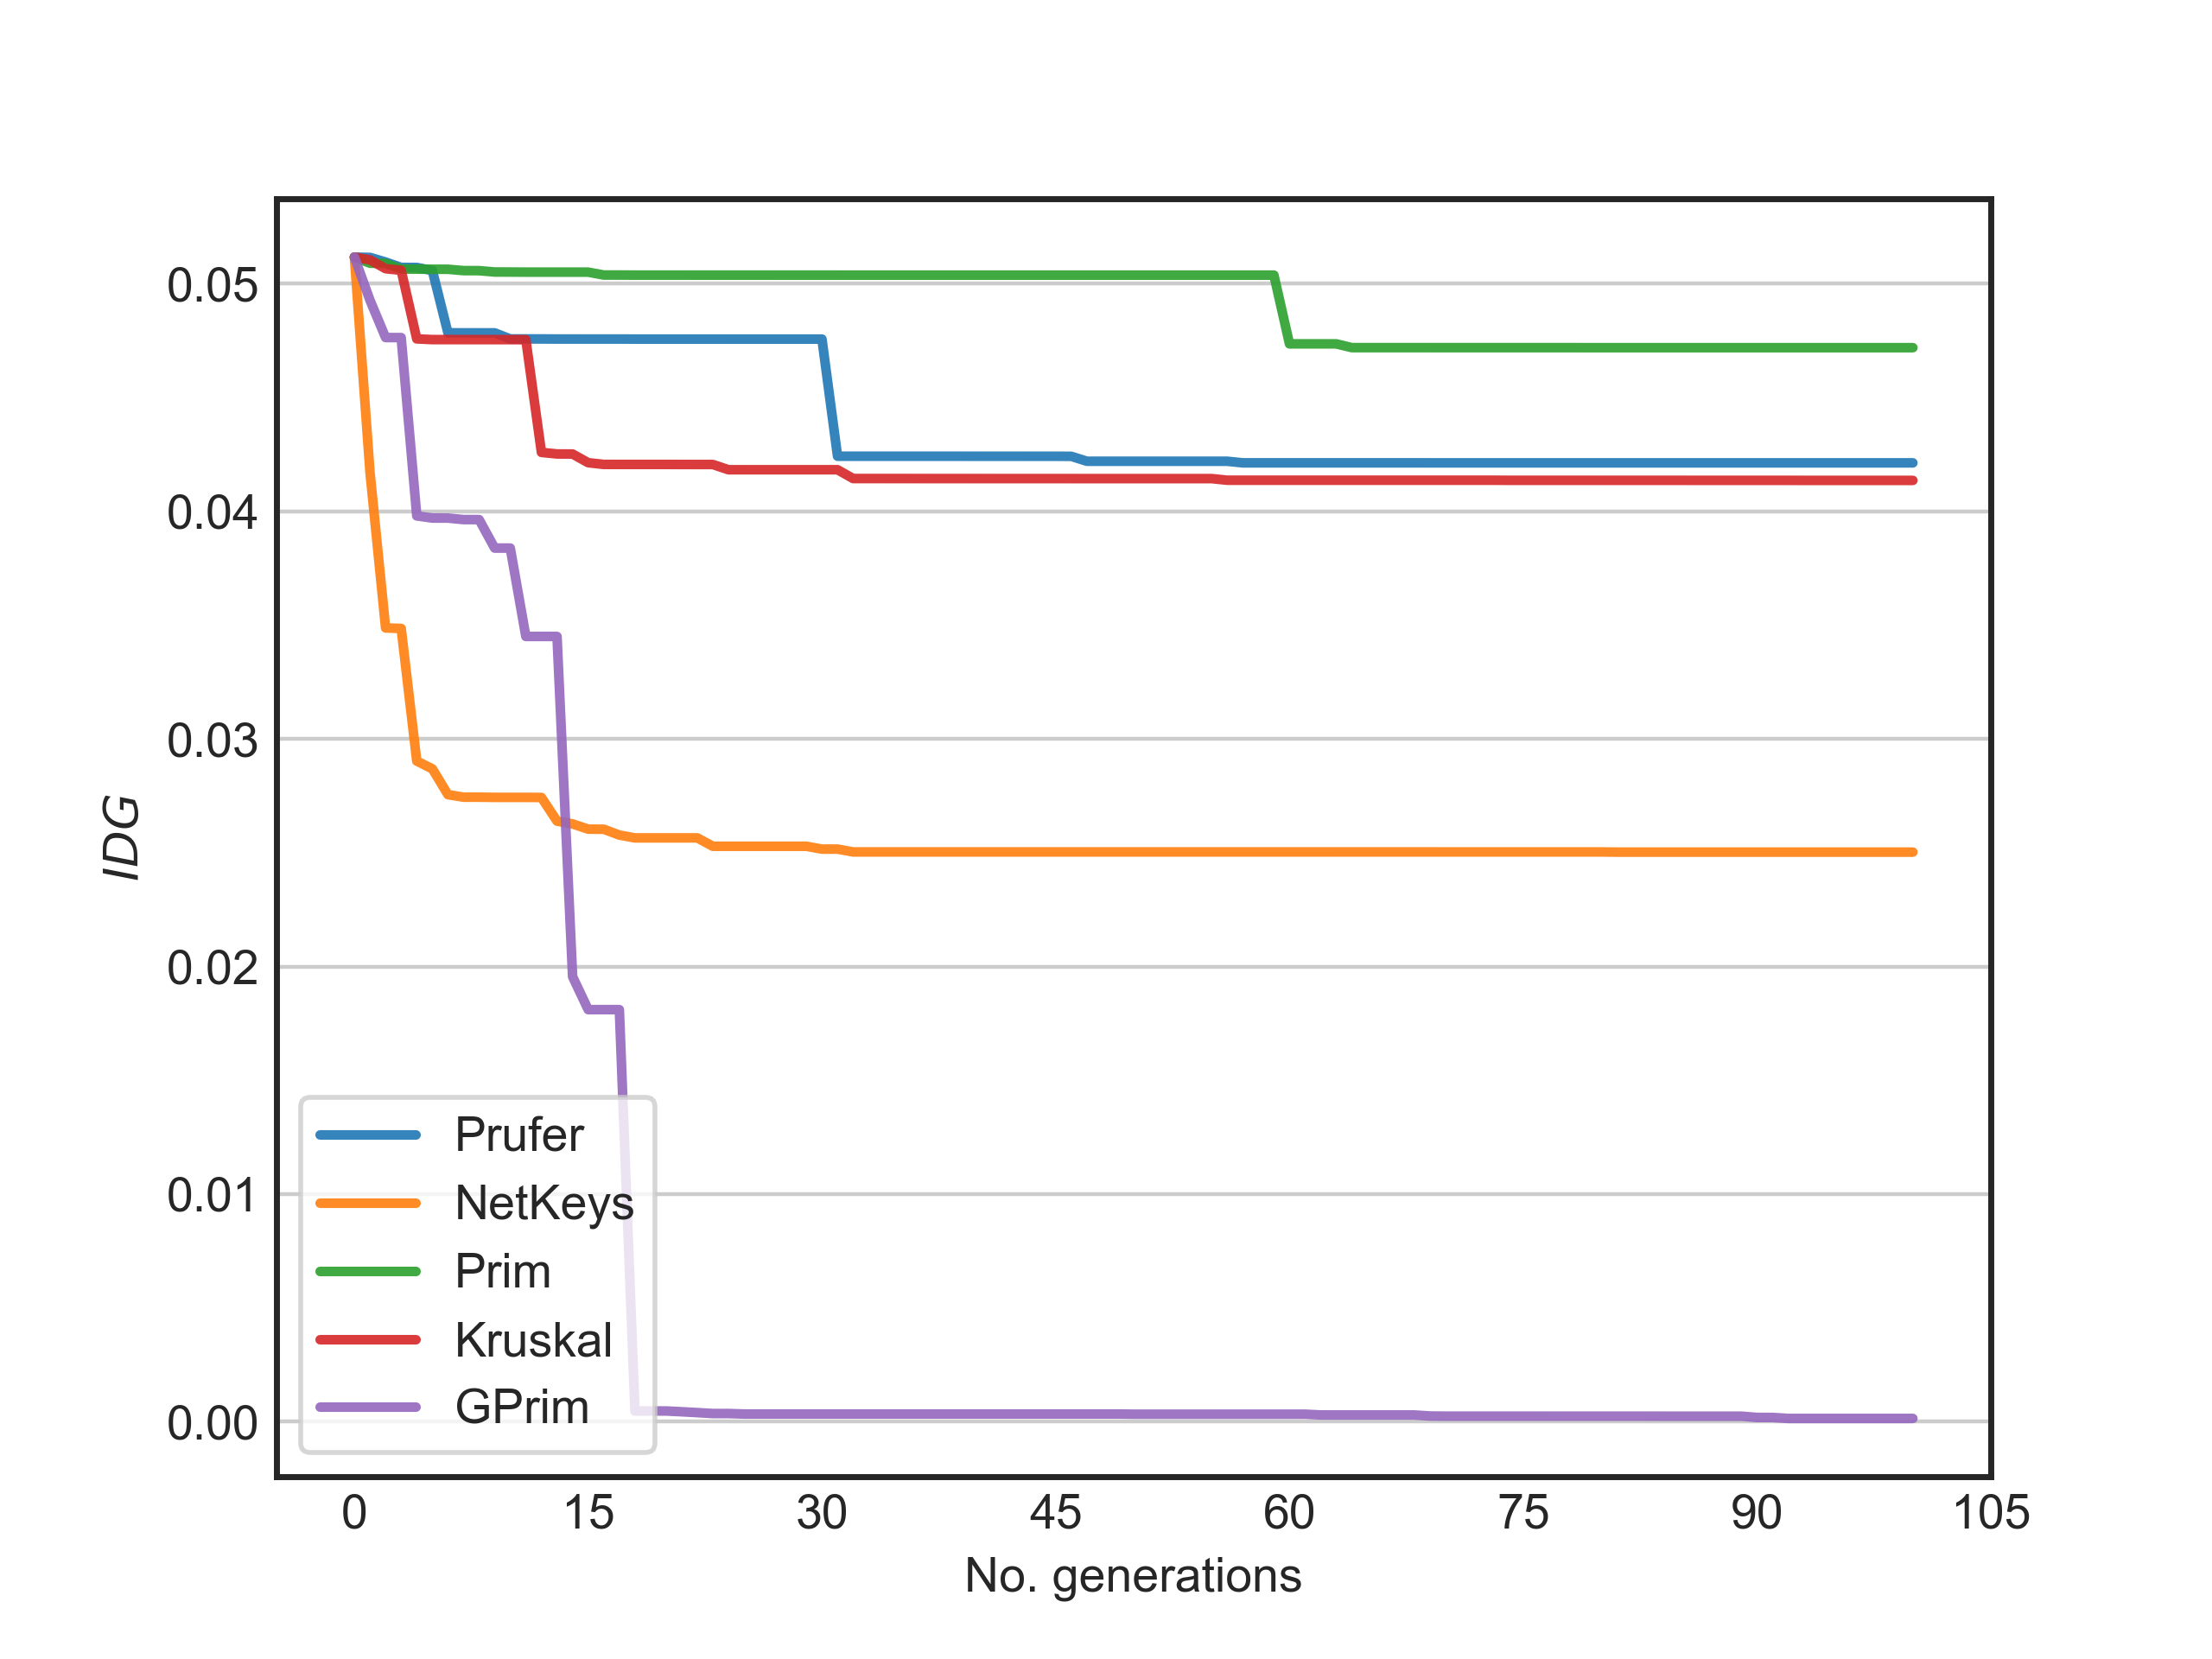 0.05
0.04
0.03
0.02
0.01
0.00
IDG
Prufer
NetKeys
Prim
Kruskal
GPrim
0 15 30 45 60 75 90 105
No. generations